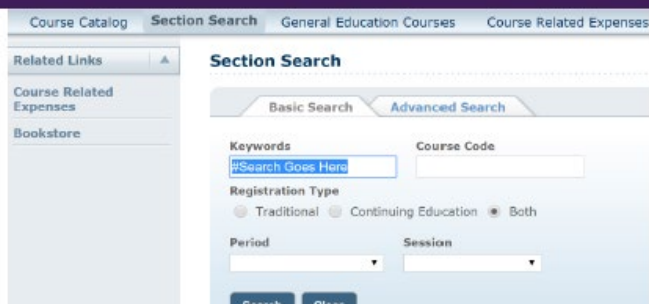 Course Catalog Section Search General Education Courses Course Related Expenses
Related Links
Section Search
Course Related
Expenses
Bookstore
Basic Search Advanced Search
Keywords Course Code
#Search Goes Here
Registration Type
Traditional Continuing Education Both
Period Session
Search